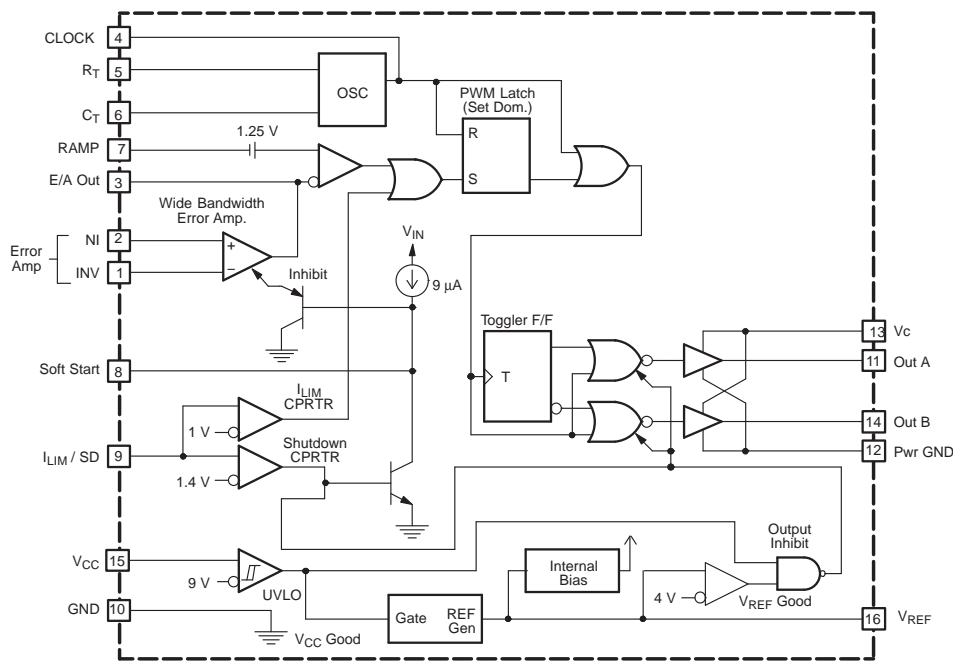 CLOCK 4
R_T 5
OSC
C_T 6
PWM Latch
(Set Dom.)
R
S
1.25 V
RAMP 7
E/A Out 3
Wide Bandwidth
Error Amp.
Error
Amp
NI 2
+
INV 1
−
V_IN
9 μA
Inhibit
Toggler F/F
T
13 Vc
11 Out A
Soft Start 8
I_LIM
CPRTR
1 V
14 Out B
12 Pwr GND
I_LIM / SD 9
Shutdown
CPRTR
1.4 V
Output
Inhibit
V_CC 15
9 V
UVLO
Internal
Bias
4 V
V_REF Good
GND 10
V_CC Good
Gate
REF
Gen
16 V_REF